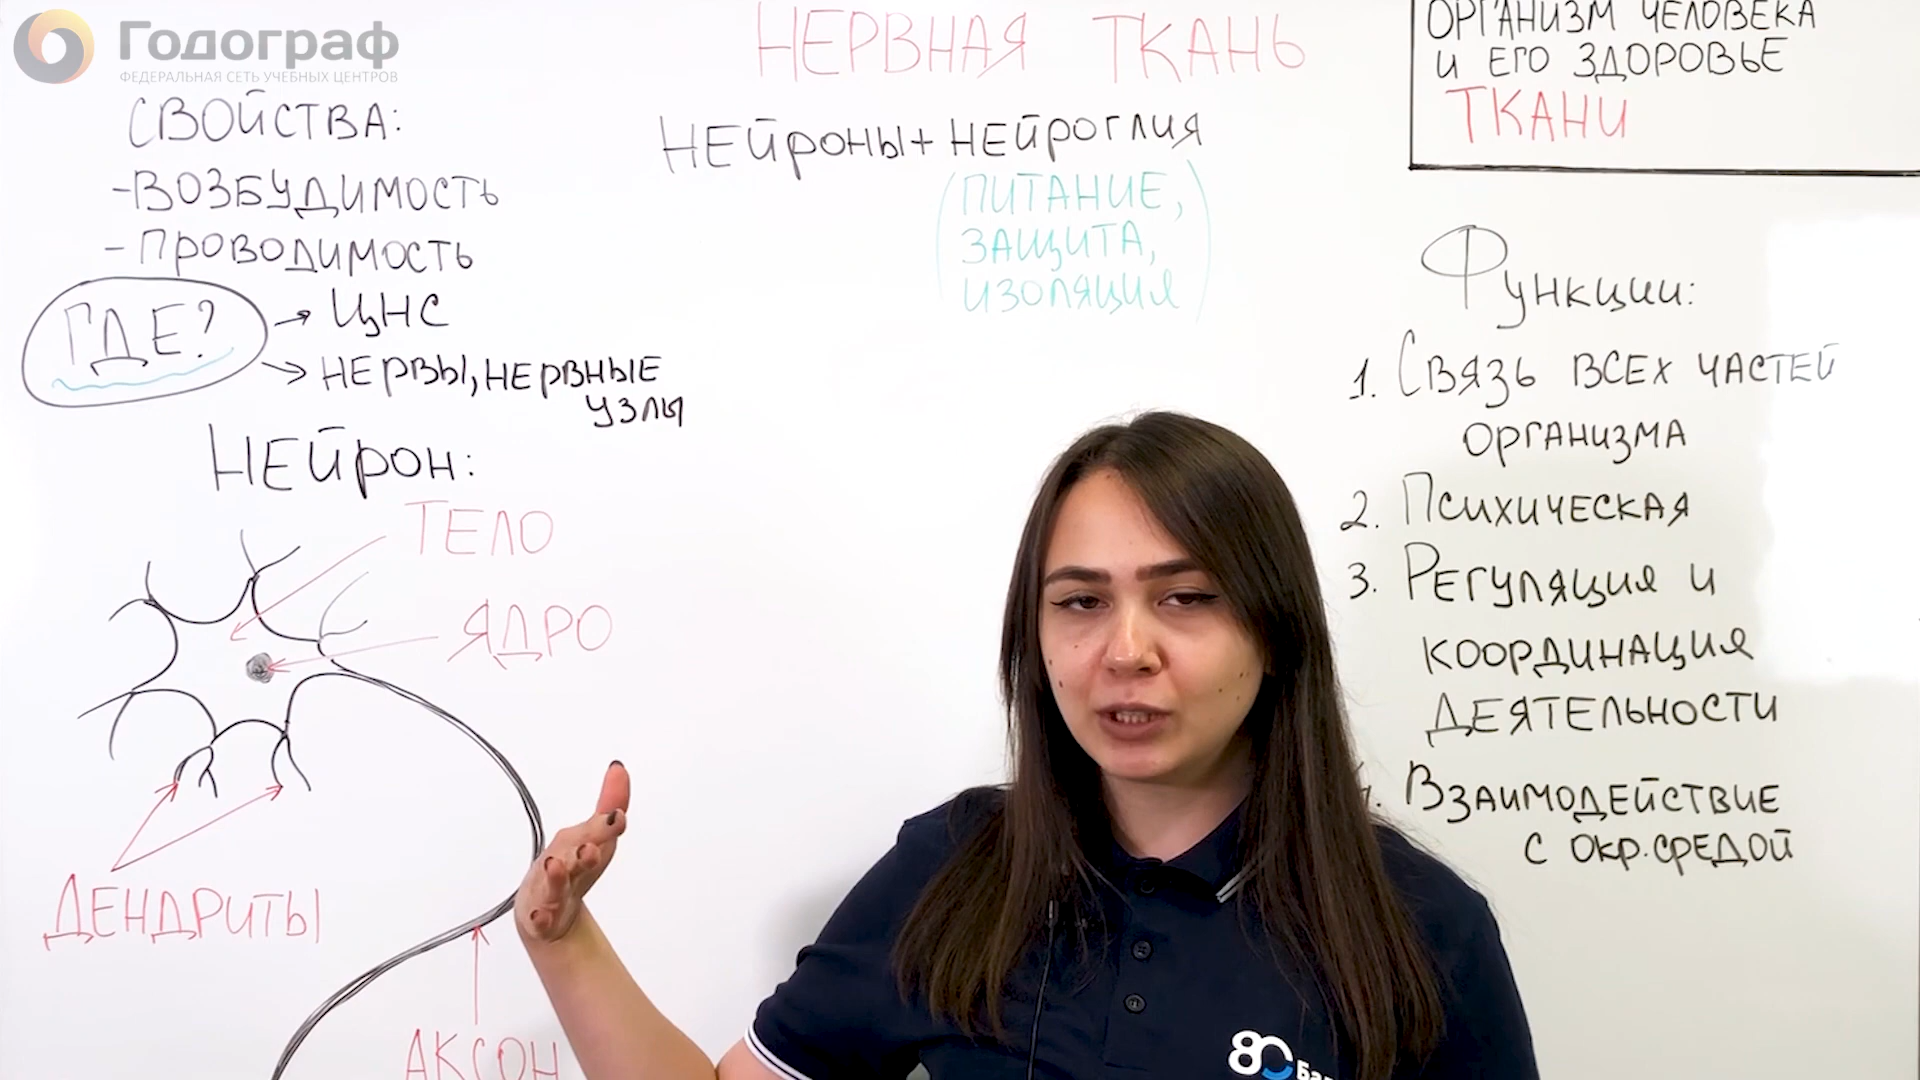 Годограф
ФЕДЕРАЛЬНАЯ СЕТЬ УЧЕБНЫХ ЦЕНТРОВ
НЕРВНАЯ ТКАНЬ
ОРГАНИЗМ ЧЕЛОВЕКА
И ЕГО ЗДОРОВЬЕ
ТКАНИ
СВОЙСТВА:
- ВОЗБУДИМОСТЬ
- ПРОВОДИМОСТЬ
ГДЕ?
→ ЦНС
→ НЕРВЫ, НЕРВНЫЕ
УЗЛЫ
НЕЙРОНЫ + НЕЙРОГЛИЯ
(ПИТАНИЕ,
ЗАЩИТА,
ИЗОЛЯЦИЯ)
НЕЙРОН:
ТЕЛО
ЯДРО
ДЕНДРИТЫ
АКСОН
ФУНКЦИИ:
1. СВЯЗЬ ВСЕХ ЧАСТЕЙ
ОРГАНИЗМА
2. ПСИХИЧЕСКАЯ
3. РЕГУЛЯЦИЯ И
КООРДИНАЦИЯ
ДЕЯТЕЛЬНОСТИ
4. ВЗАИМОДЕЙСТВИЕ
С ОКР. СРЕДОЙ
80